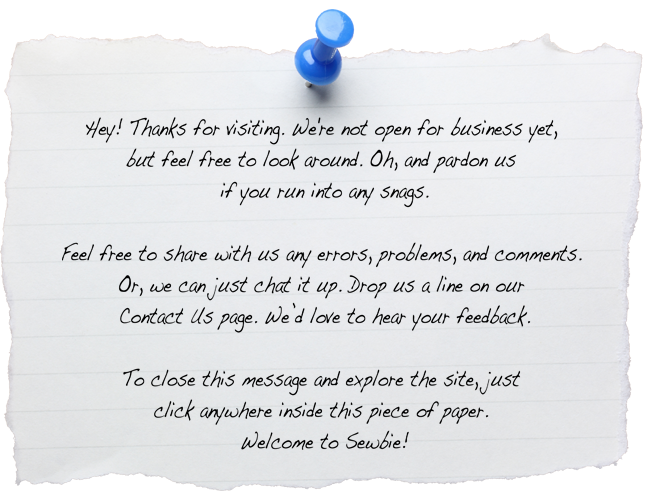 Hey! Thanks for visiting. We're not open for business yet,
but feel free to look around. Oh, and pardon us
if you run into any snags.
Feel free to share with us any errors, problems, and comments.
Or, we can just chat it up. Drop us a line on our
Contact Us page. We'd love to hear your feedback.
To close this message and explore the site, just
click anywhere inside this piece of paper.
Welcome to Sewbie!